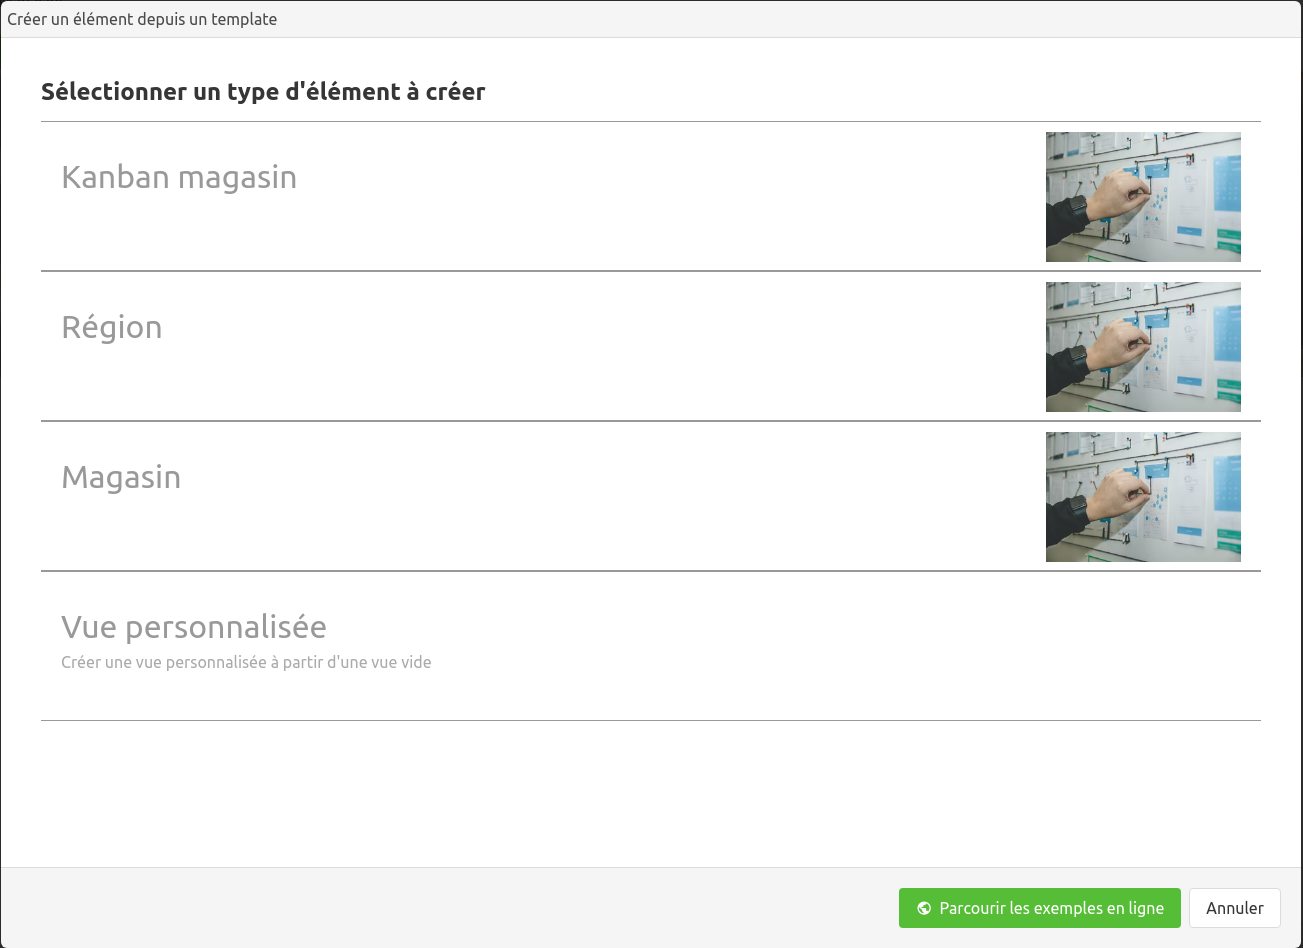 Créer un élément depuis un template
Sélectionner un type d'élément à créer
Kanban magasin
Région
Magasin
Vue personnalisée
Créer une vue personnalisée à partir d'une vue vide
Parcourir les exemples en ligne
Annuler